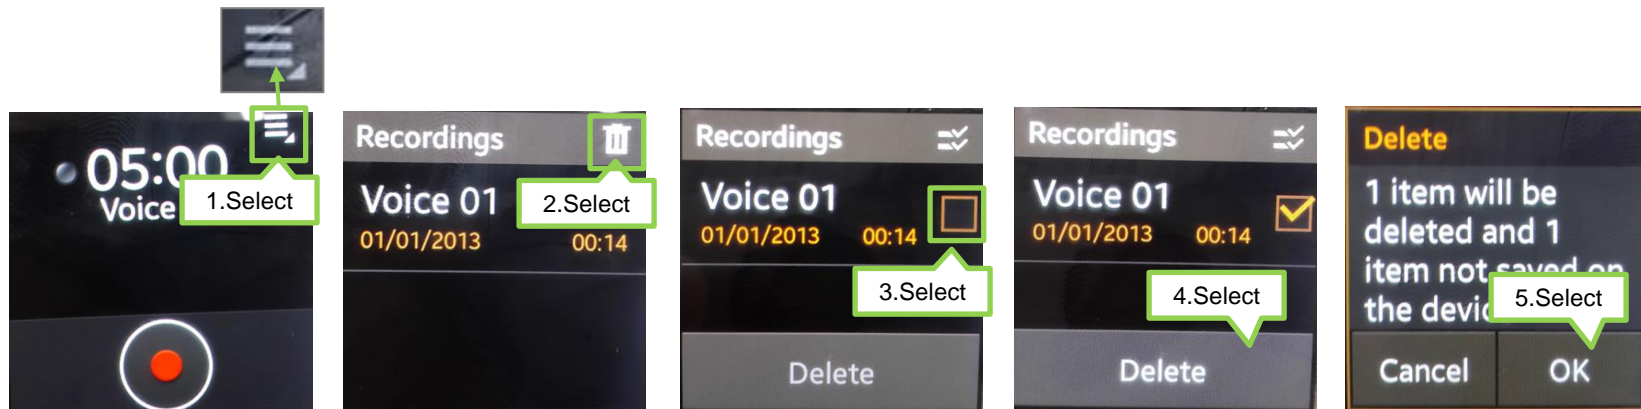 05:00
Voice
1.Select
Recordings
Voice 01
2.Select
01/01/2013 00:14
Recordings
Voice 01
01/01/2013 00:14
3.Select
Delete
Recordings
Voice 01
01/01/2013 00:14
4.Select
Delete
Delete
1 item will be
deleted and 1
item not saved on
the devic
5.Select
Cancel OK